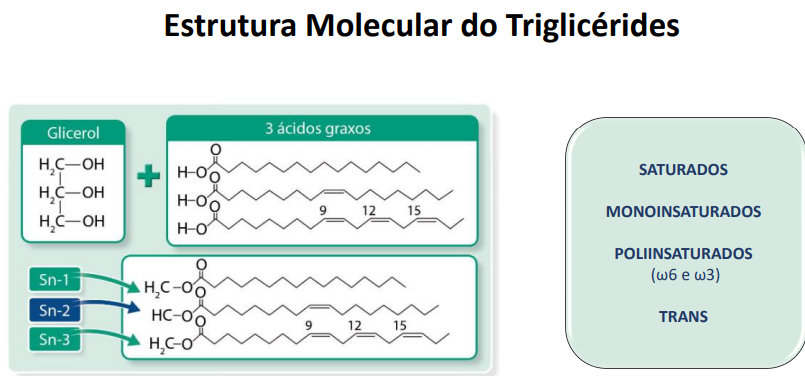 Estrutura Molecular do Triglicérides
Glicerol
H₂C—OH
H₂C—OH
H₂C—OH
+
3 ácidos graxos
O
H–O
O
H–O
O
9 12 15
H–O
Sn-1
Sn-2
Sn-3
O
H₂C–O
O
HC–O
O
9 12 15
H₂C–O
SATURADOS
MONOINSATURADOS
POLIINSATURADOS
(ω6 e ω3)
TRANS